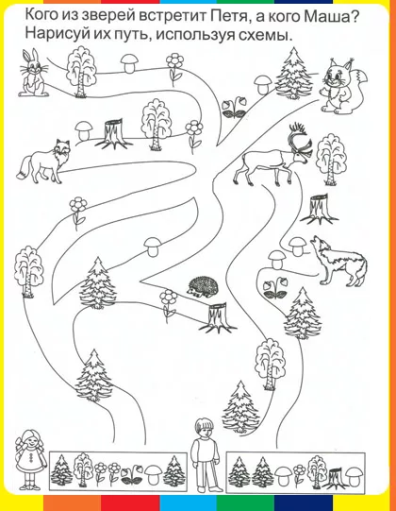 Кого из зверей встретит Петя, а кого Маша?
Нарисуй их путь, используя схемы.